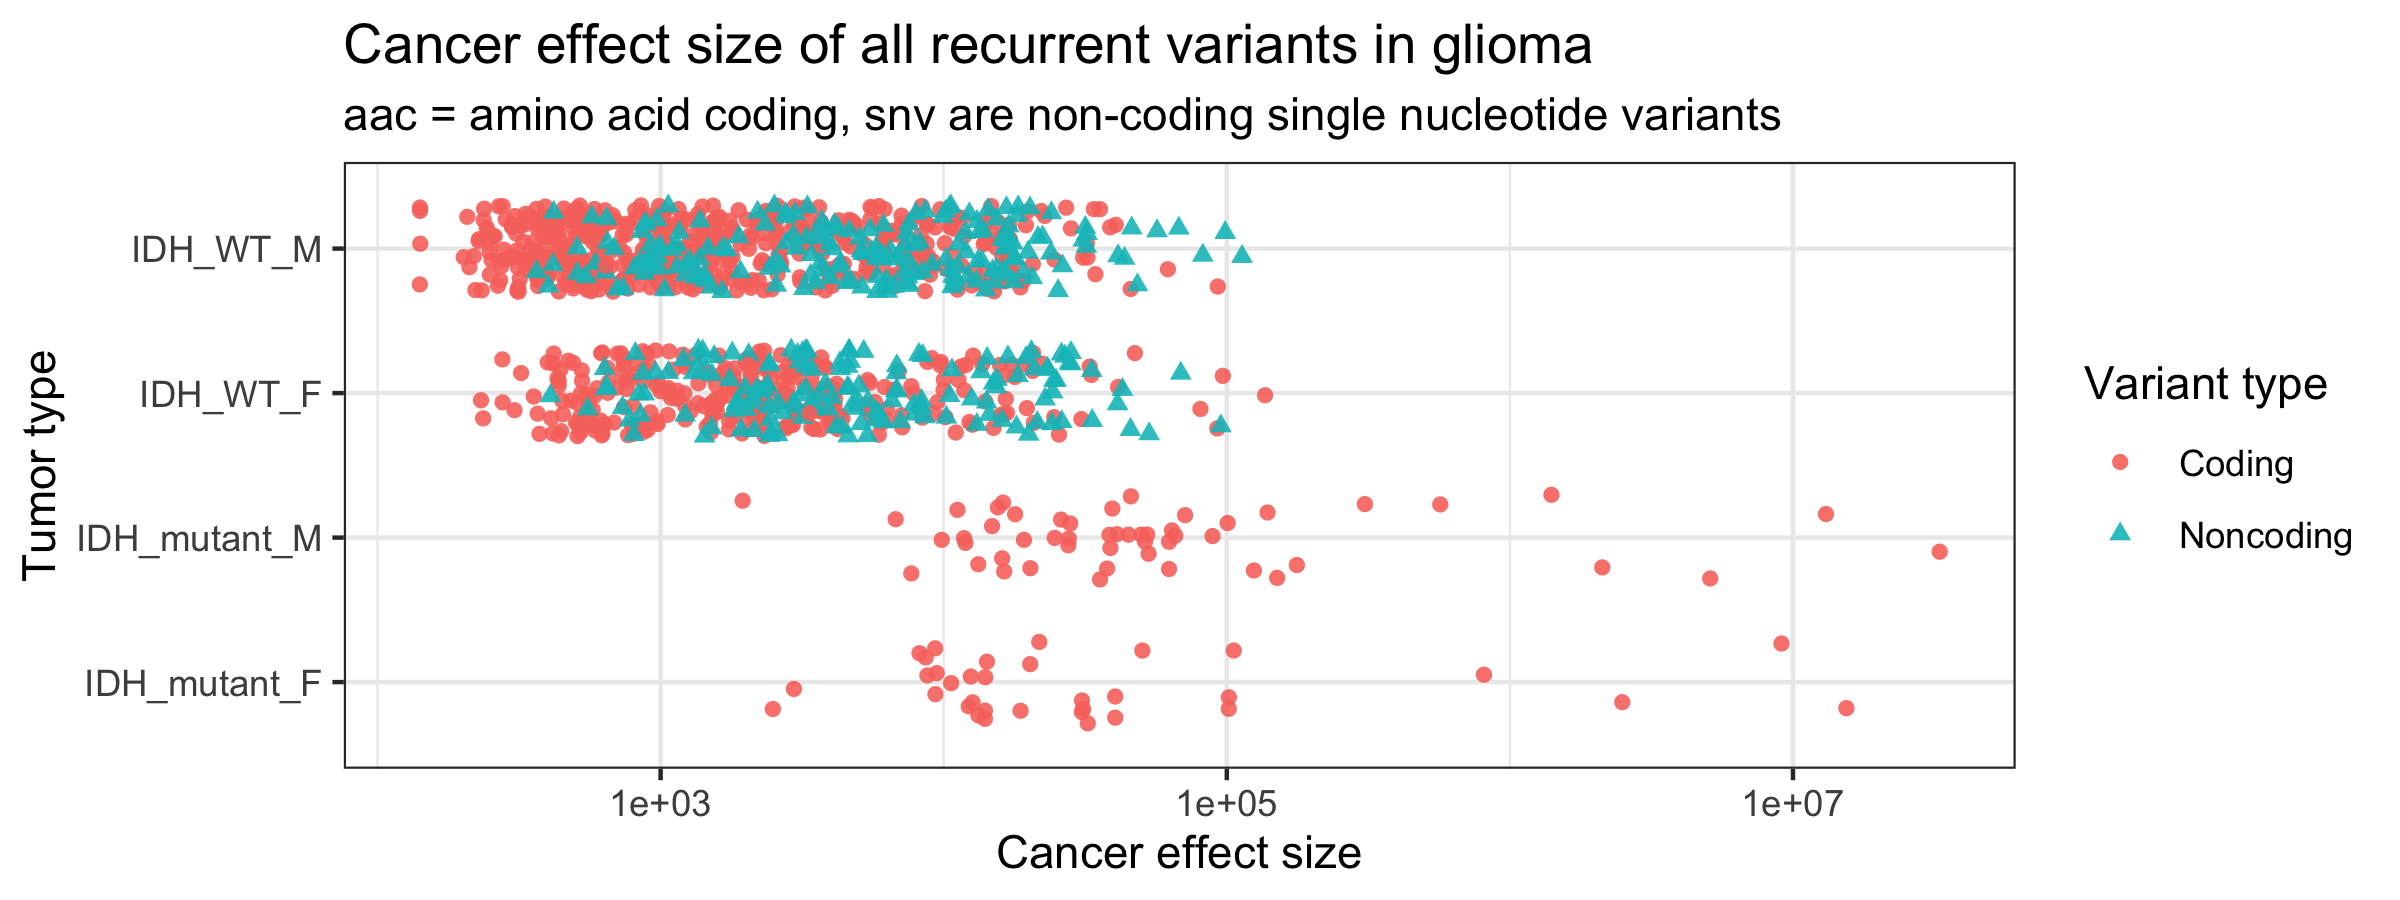 Cancer effect size of all recurrent variants in glioma
aac = amino acid coding, snv are non-coding single nucleotide variants
Tumor type
IDH_WT_M
IDH_WT_F
IDH_mutant_M
IDH_mutant_F
1e+03
1e+05
1e+07
Cancer effect size
Variant type
Coding
Noncoding